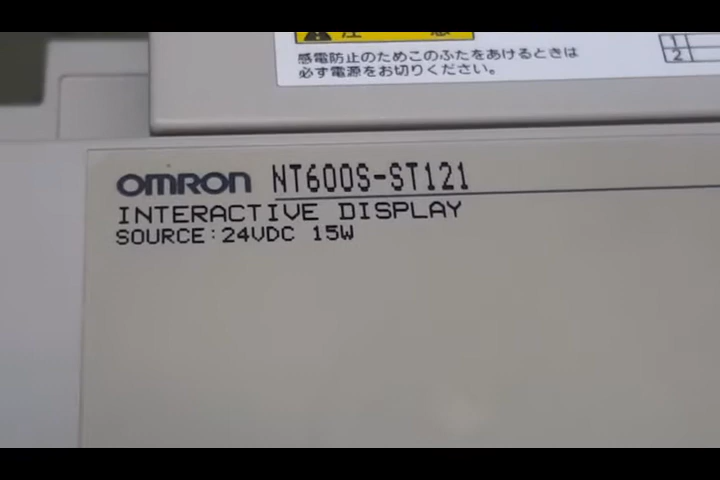 注意
感電防止のためこのふたをあけるときは
必ず電源をお切りください。
1
2
OMRON NT600S-ST121
INTERACTIVE DISPLAY
SOURCE:24VDC 15W